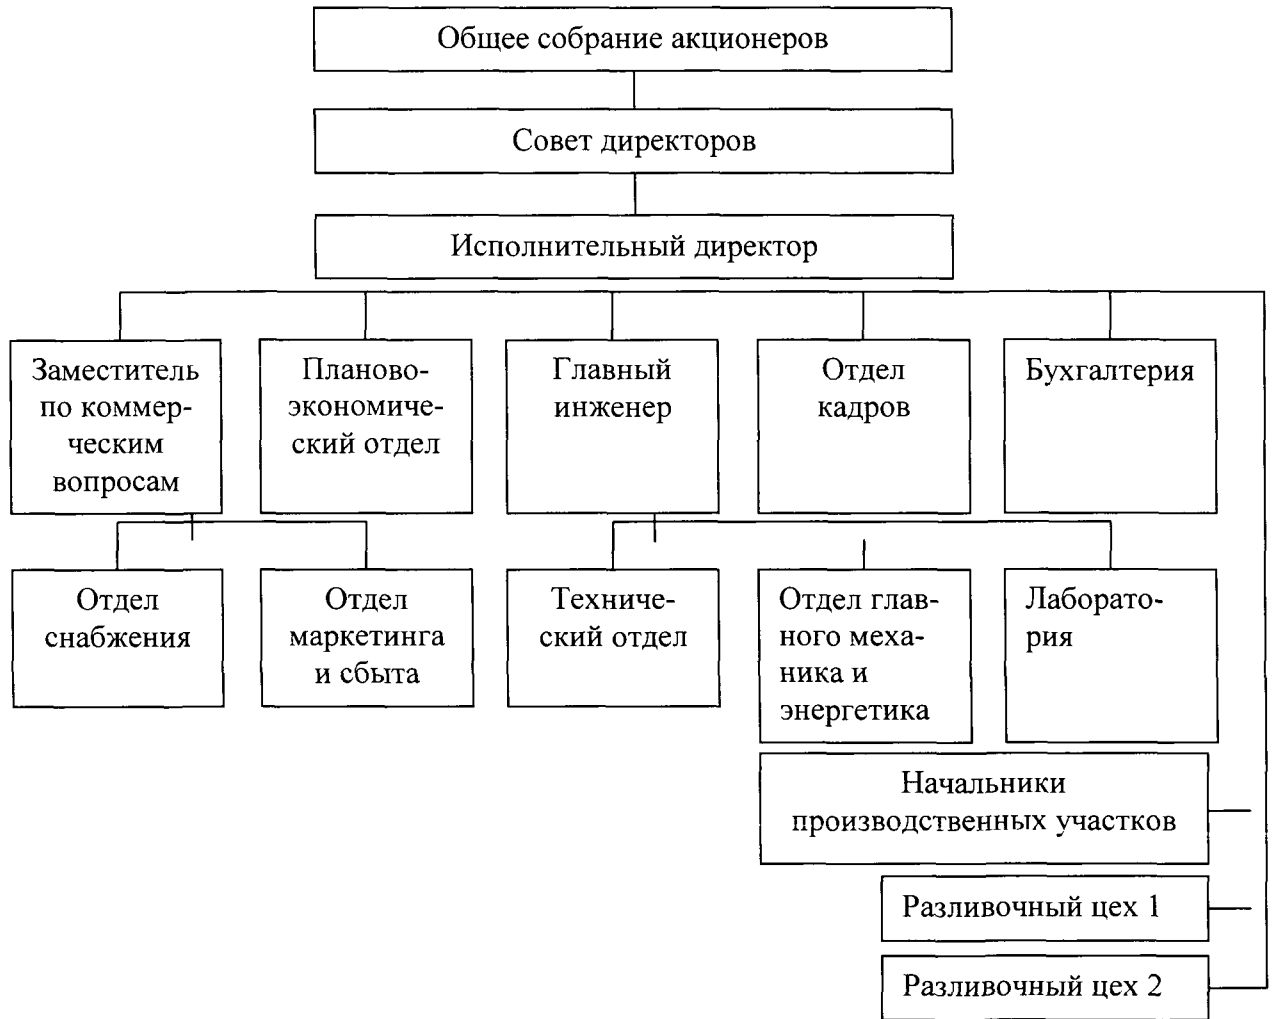 Общее собрание акционеров
Совет директоров
Исполнительный директор
Заместитель
по коммер-
ческим
вопросам
Планово-
экономиче-
ский отдел
Главный
инженер
Отдел
кадров
Бухгалтерия
Отдел
снабжения
Отдел
маркетинга
и сбыта
Техниче-
ский отдел
Отдел глав-
ного меха-
ника и
энергетика
Лаборато-
рия
Начальники
производственных участков
Разливочный цех 1
Разливочный цех 2